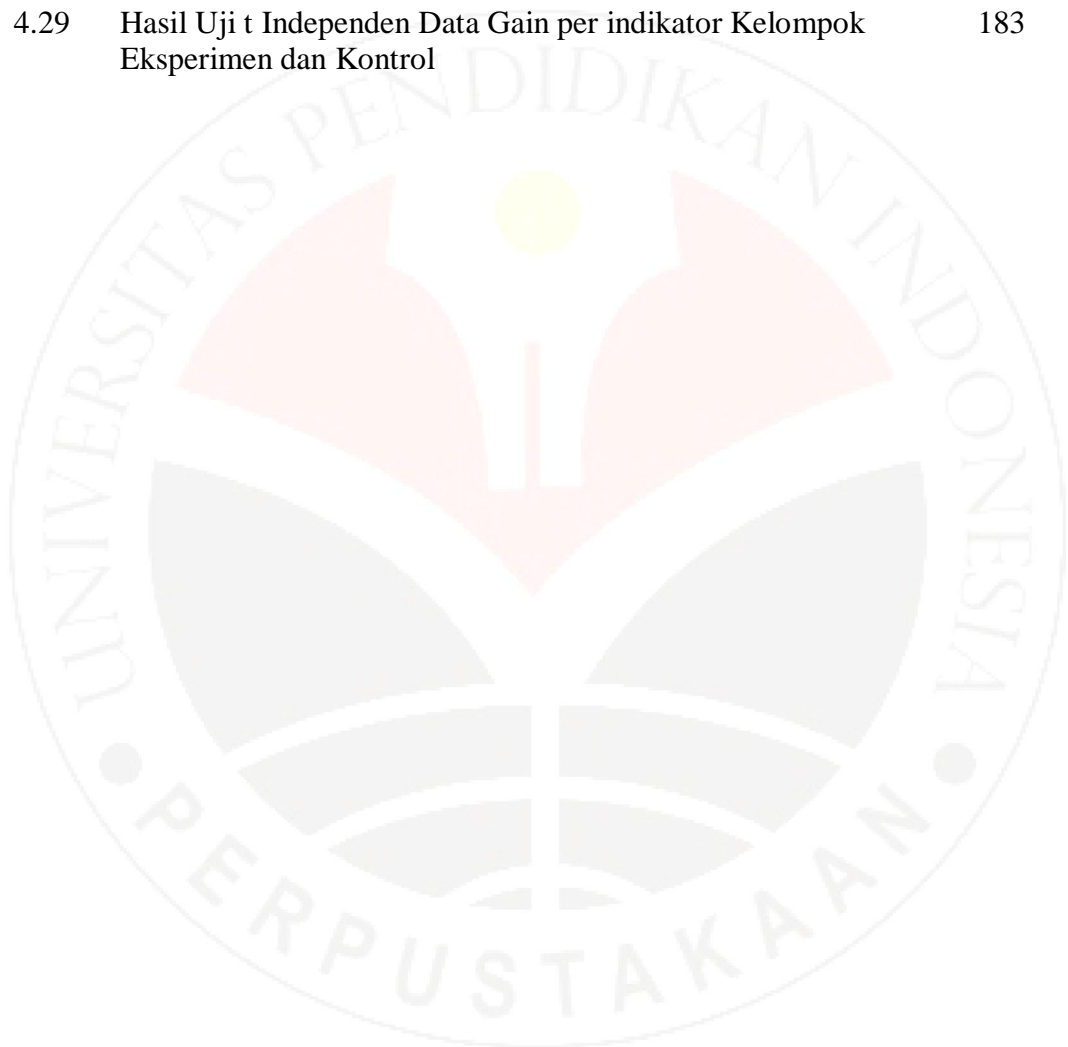 4.29 Hasil Uji t Independen Data Gain per indikator Kelompok 183
Eksperimen dan Kontrol
UNIVERSITAS PENDIDIKAN INDONESIA
PERPUSTAKAAN